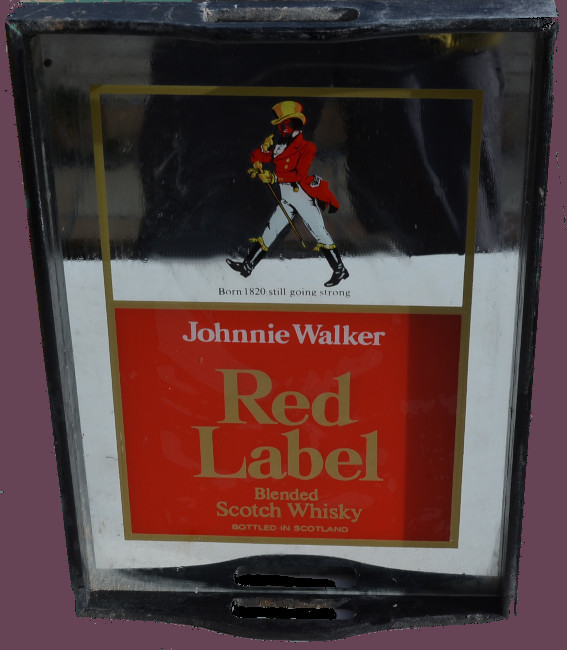 Born 1820 still going strong
Johnnie Walker
Red
Label
Blended
Scotch Whisky
BOTTLED IN SCOTLAND